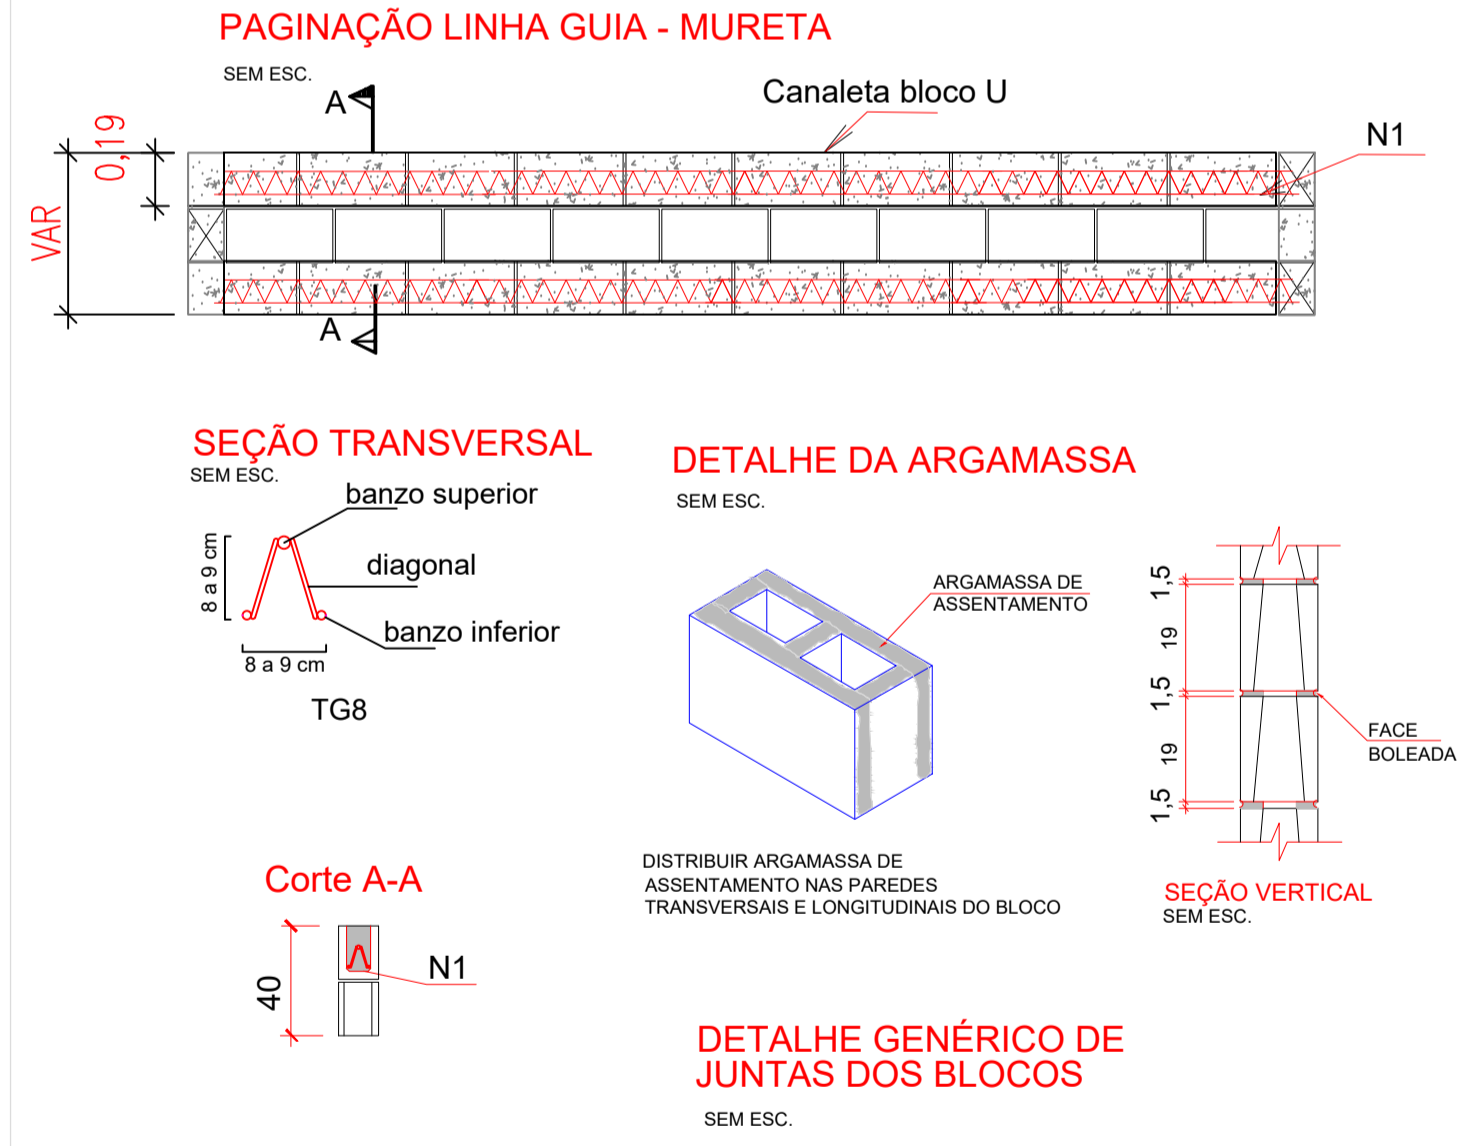 PAGINAÇÃO LINHA GUIA - MURETA
SEM ESC.
A
Canaleta bloco U
N1
0,19
VAR
A
SEÇÃO TRANSVERSAL
SEM ESC.
banzo superior
diagonal
banzo inferior
8 a 9 cm
8 a 9 cm
TG8
DETALHE DA ARGAMASSA
SEM ESC.
ARGAMASSA DE
ASSENTAMENTO
DISTRIBUIR ARGAMASSA DE
ASSENTAMENTO NAS PAREDES
TRANSVERSAIS E LONGITUDINAIS DO BLOCO
1,5
19
1,5
19
1,5
FACE
BOLEADA
SEÇÃO VERTICAL
SEM ESC.
Corte A-A
40
N1
DETALHE GENÉRICO DE
JUNTAS DOS BLOCOS
SEM ESC.